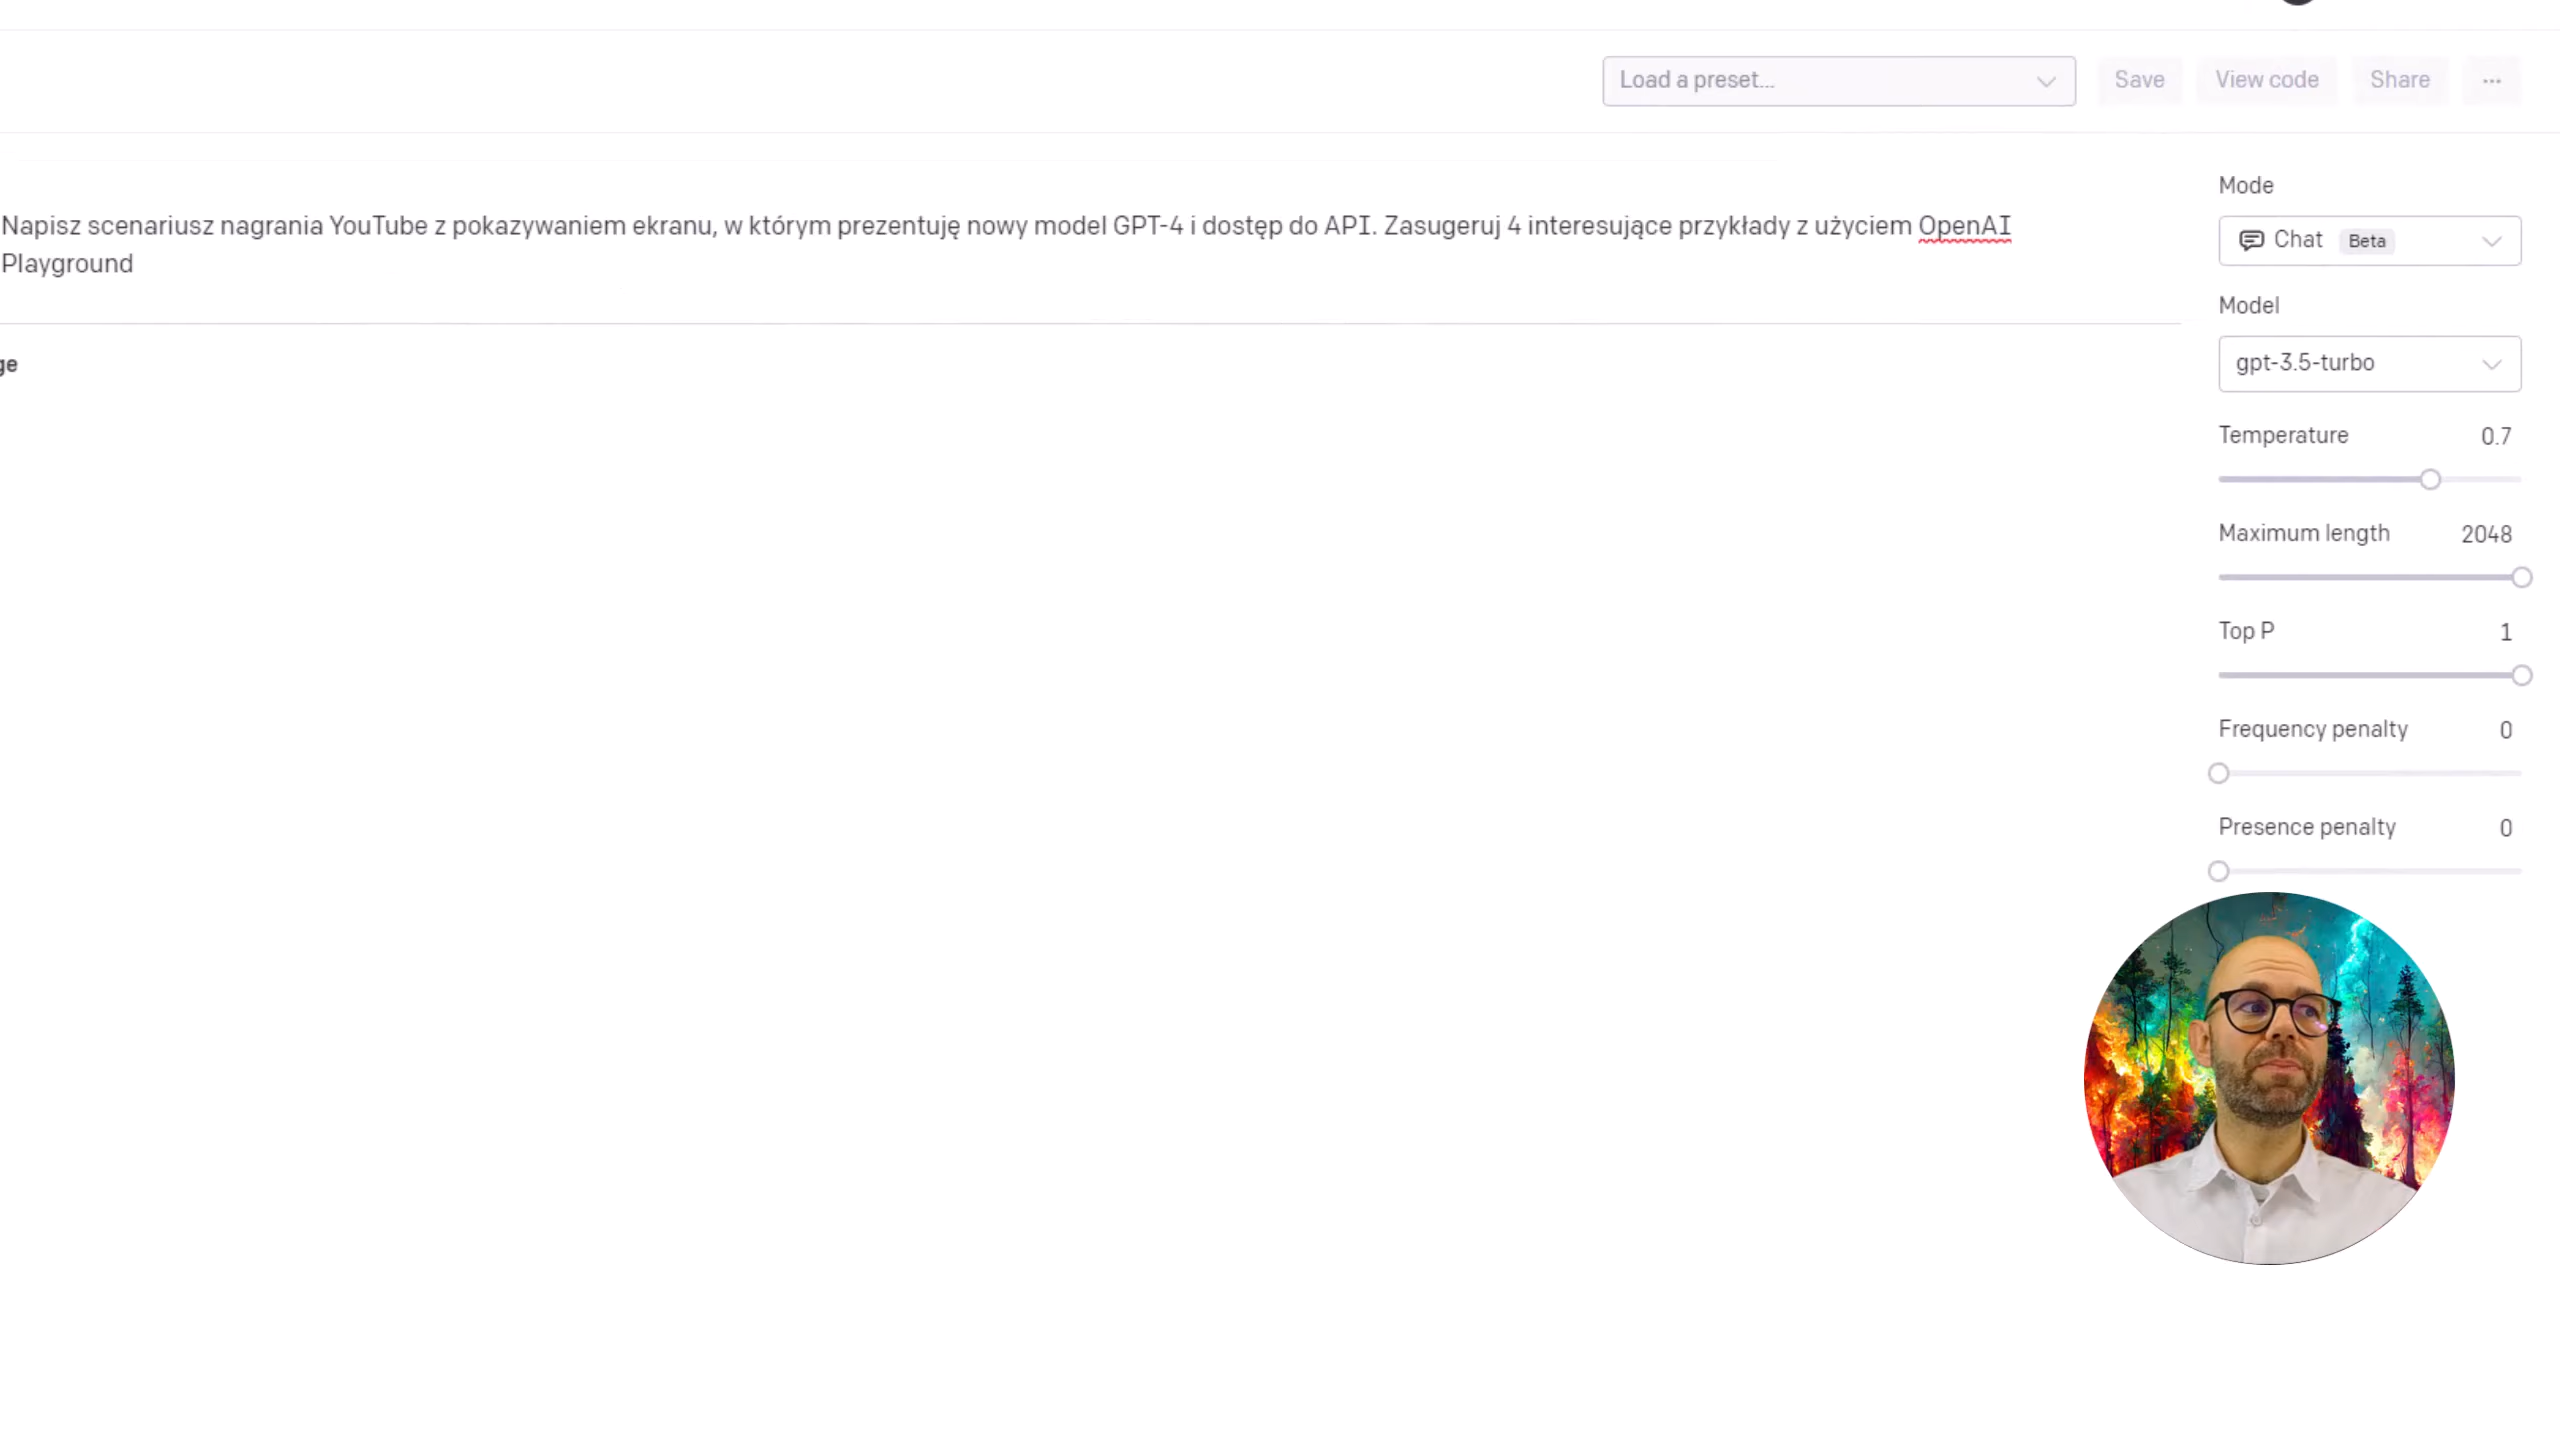 Load a preset...
Save
View code
Share
...
Napisz scenariusz nagrania YouTube z pokazywaniem ekranu, w którym prezentuję nowy model GPT-4 i dostęp do API. Zasugeruj 4 interesujące przykłady z użyciem OpenAI
Playground
ge
Mode
Chat Beta
Model
gpt-3.5-turbo
Temperature 0.7
Maximum length 2048
Top P 1
Frequency penalty 0
Presence penalty 0